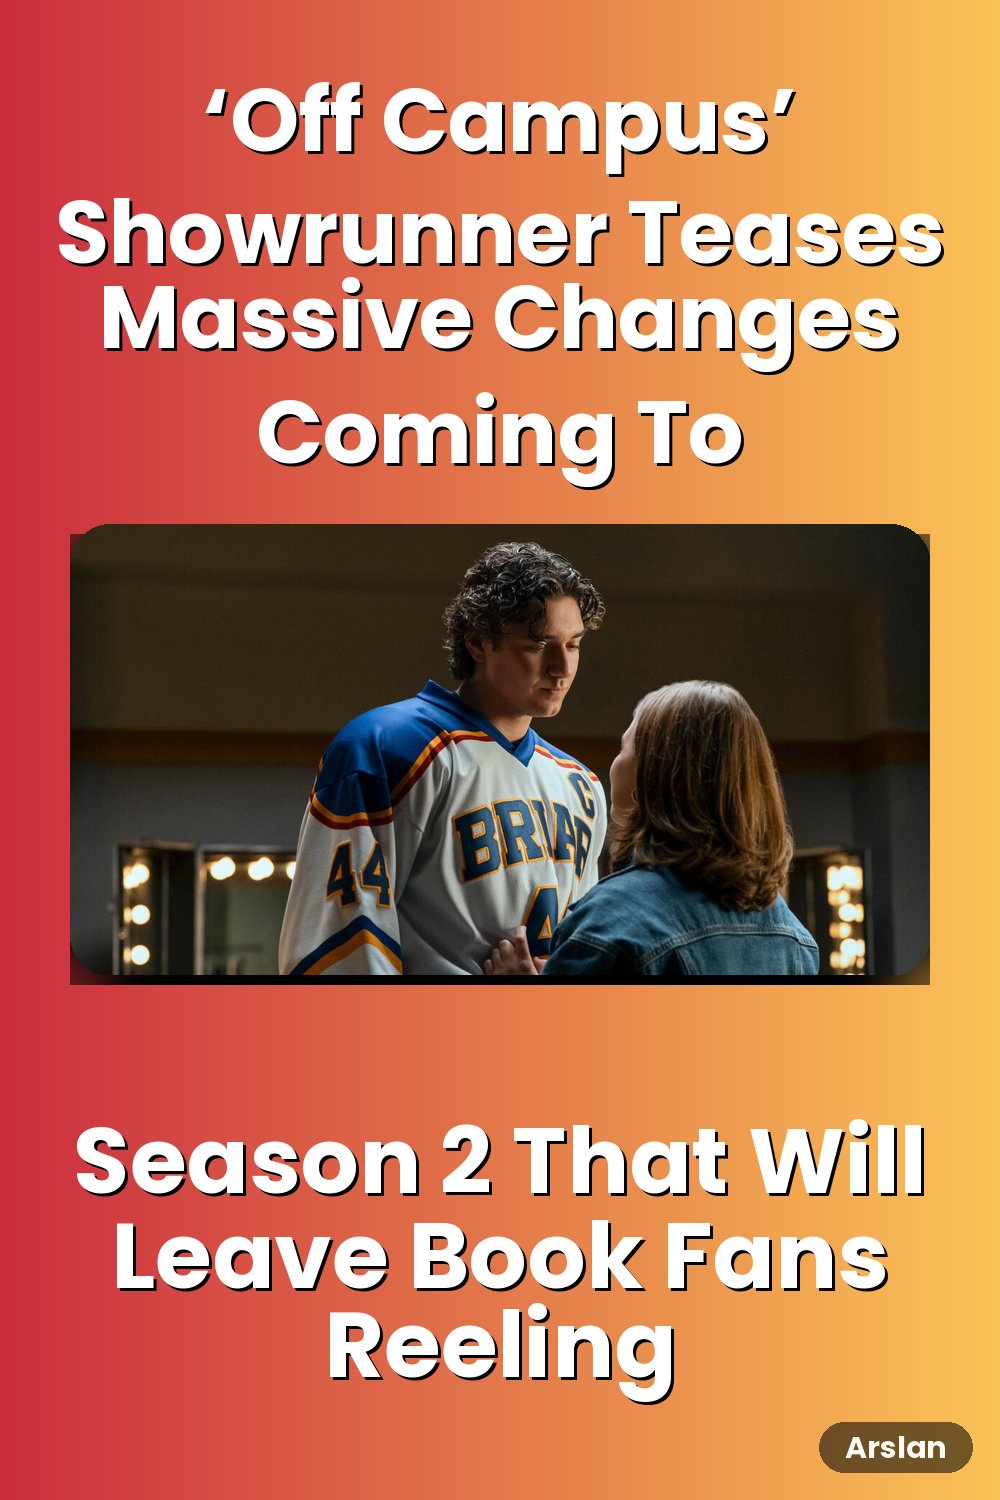 ‘Off Campus’
Showrunner Teases
Massive Changes
Coming To
C
BRIAR
44
4
Season 2 That Will
Leave Book Fans
Reeling
Arslan